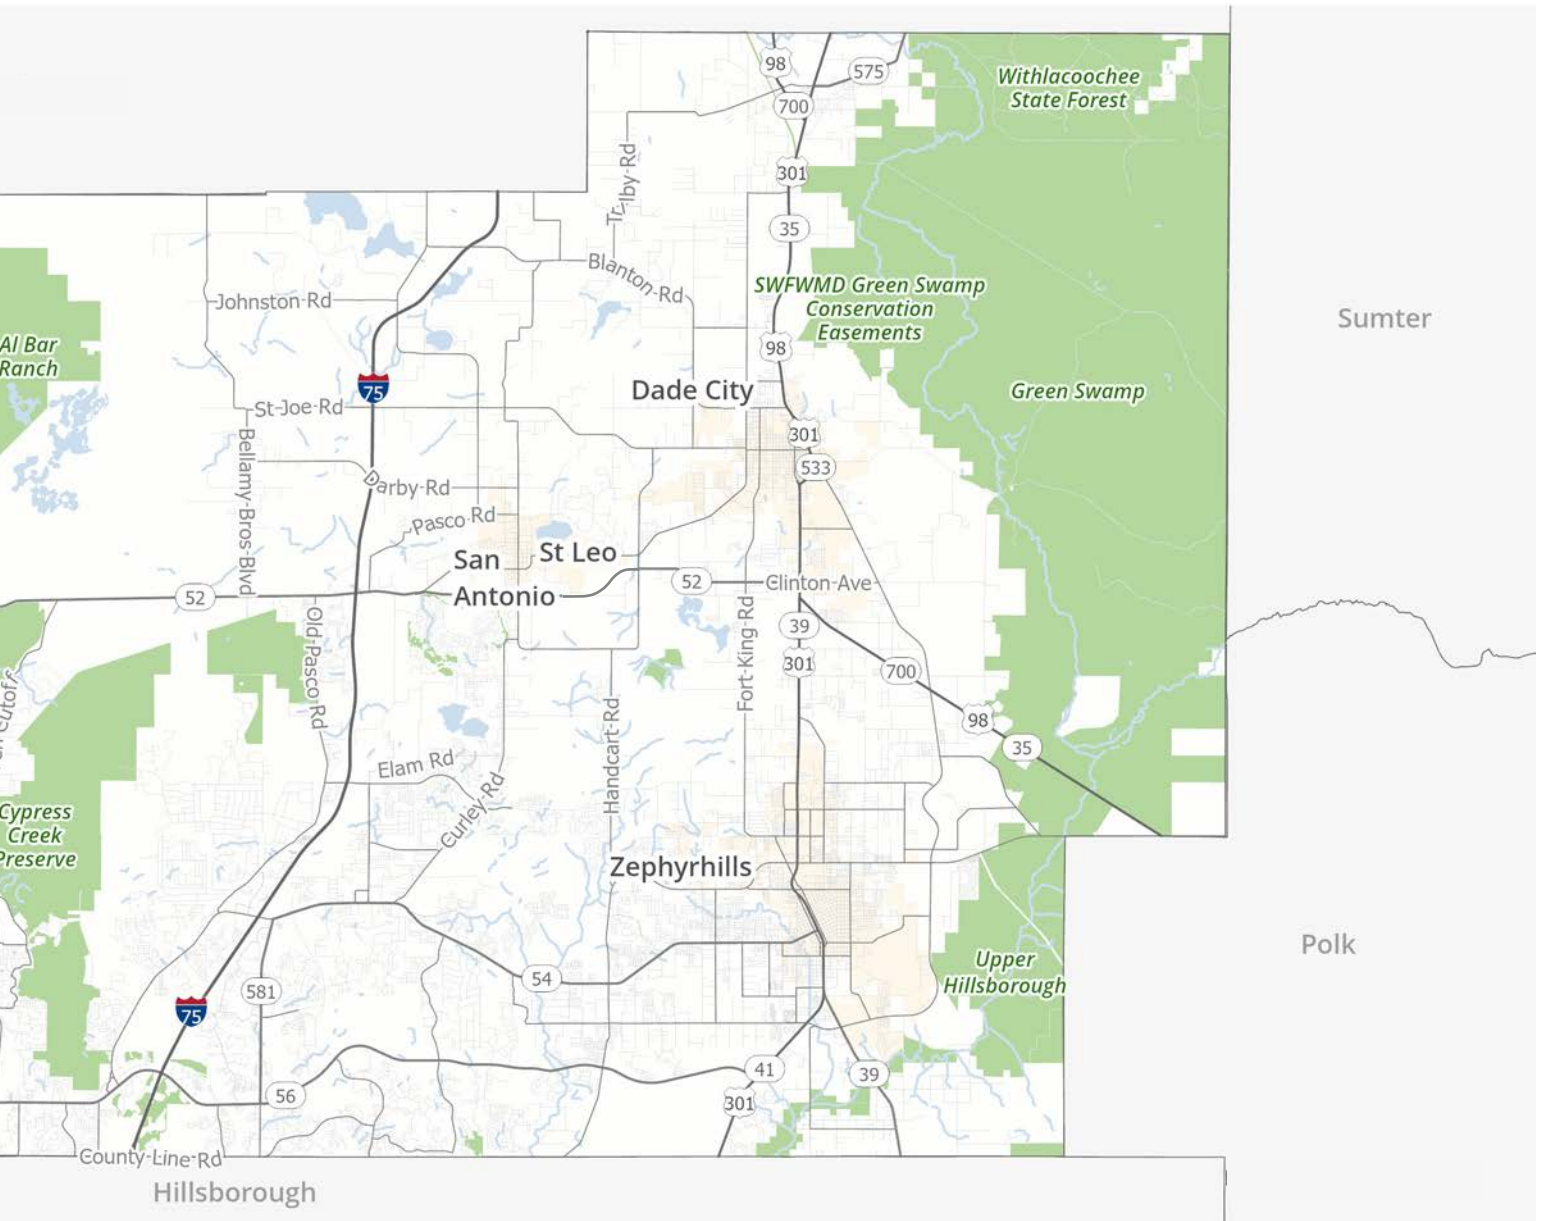 98
575
Withlacoochee
State Forest
700
Trilby Rd
301
35
Blanton Rd
SWFWMD Green Swamp
Conservation
Easements
Johnston Rd
Sumter
Al Bar
Ranch
98
75
Dade City
Green Swamp
St Joe Rd
301
Bellamy Bros Blvd
533
Darby Rd
Pasco Rd
San
Antonio
St Leo
52
52
Clinton Ave
Old Pasco Rd
Fort King Rd
39
301
700
Cutoff
Handcart Rd
98
35
Elam Rd
Curley Rd
Cypress
Creek
Preserve
Zephyrhills
Polk
Upper
Hillsborough
54
581
75
41
39
56
301
County Line Rd
Hillsborough